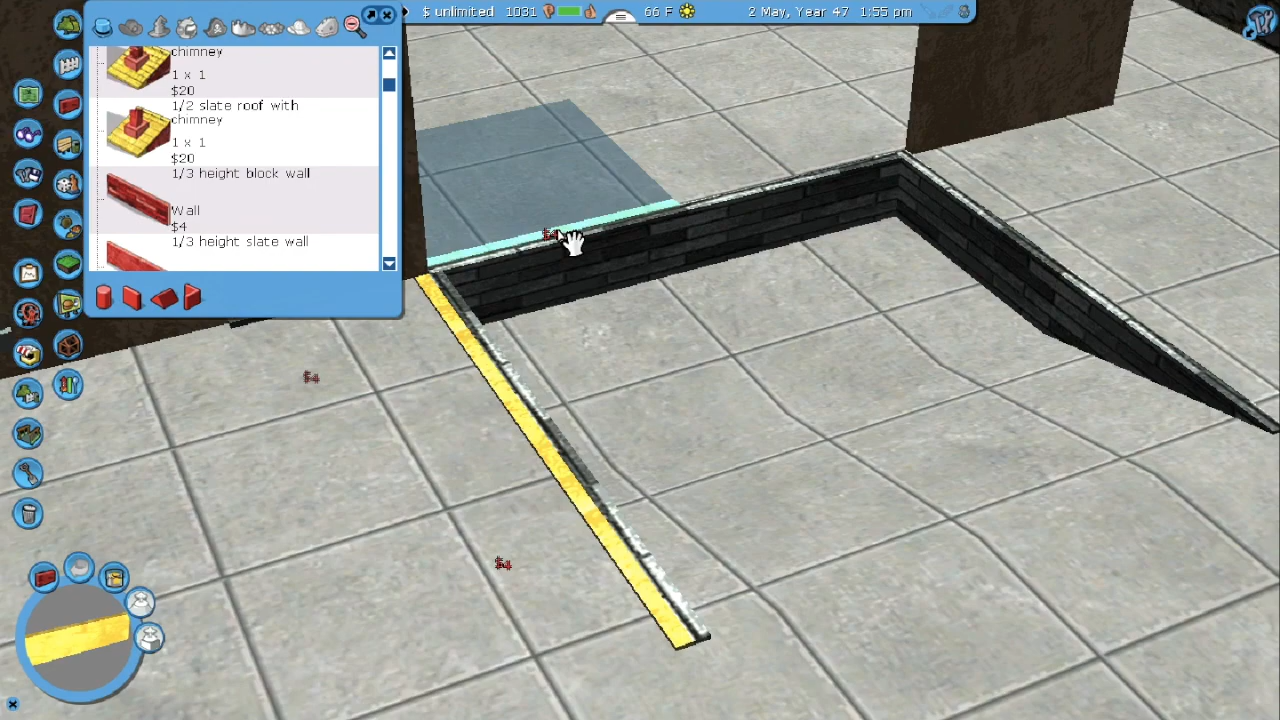 $ unlimited 1031 66 F 2 May, Year 47 1:55 pm
chimney
1 x 1
$20
1/2 slate roof with
chimney
1 x 1
$20
1/3 height block wall
Wall
$4
1/3 height slate wall
$4
$4
$4